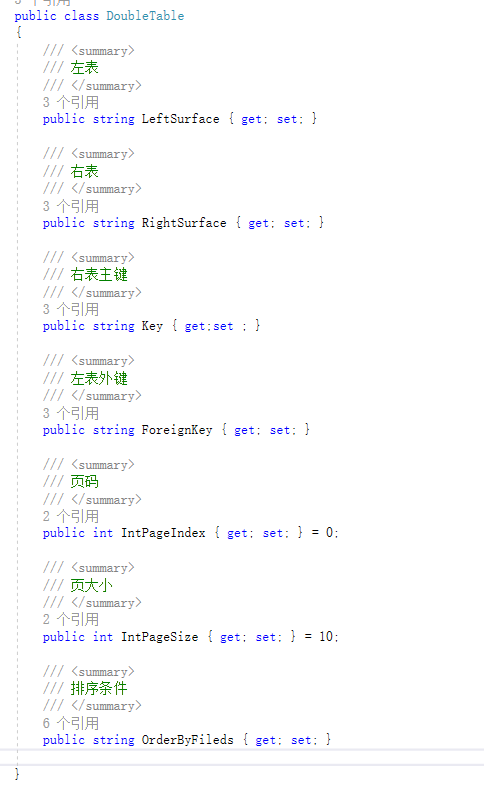 3 个引用
public class DoubleTable
{
/// <summary>
/// 左表
/// </summary>
3 个引用
public string LeftSurface { get; set; }
/// <summary>
/// 右表
/// </summary>
3 个引用
public string RightSurface { get; set; }
/// <summary>
/// 右表主键
/// </summary>
3 个引用
public string Key { get;set ; }
/// <summary>
/// 左表外键
/// </summary>
3 个引用
public string ForeignKey { get; set; }
/// <summary>
/// 页码
/// </summary>
2 个引用
public int IntPageIndex { get; set; } = 0;
/// <summary>
/// 页大小
/// </summary>
2 个引用
public int IntPageSize { get; set; } = 10;
/// <summary>
/// 排序条件
/// </summary>
6 个引用
public string OrderByFileds { get; set; }
}